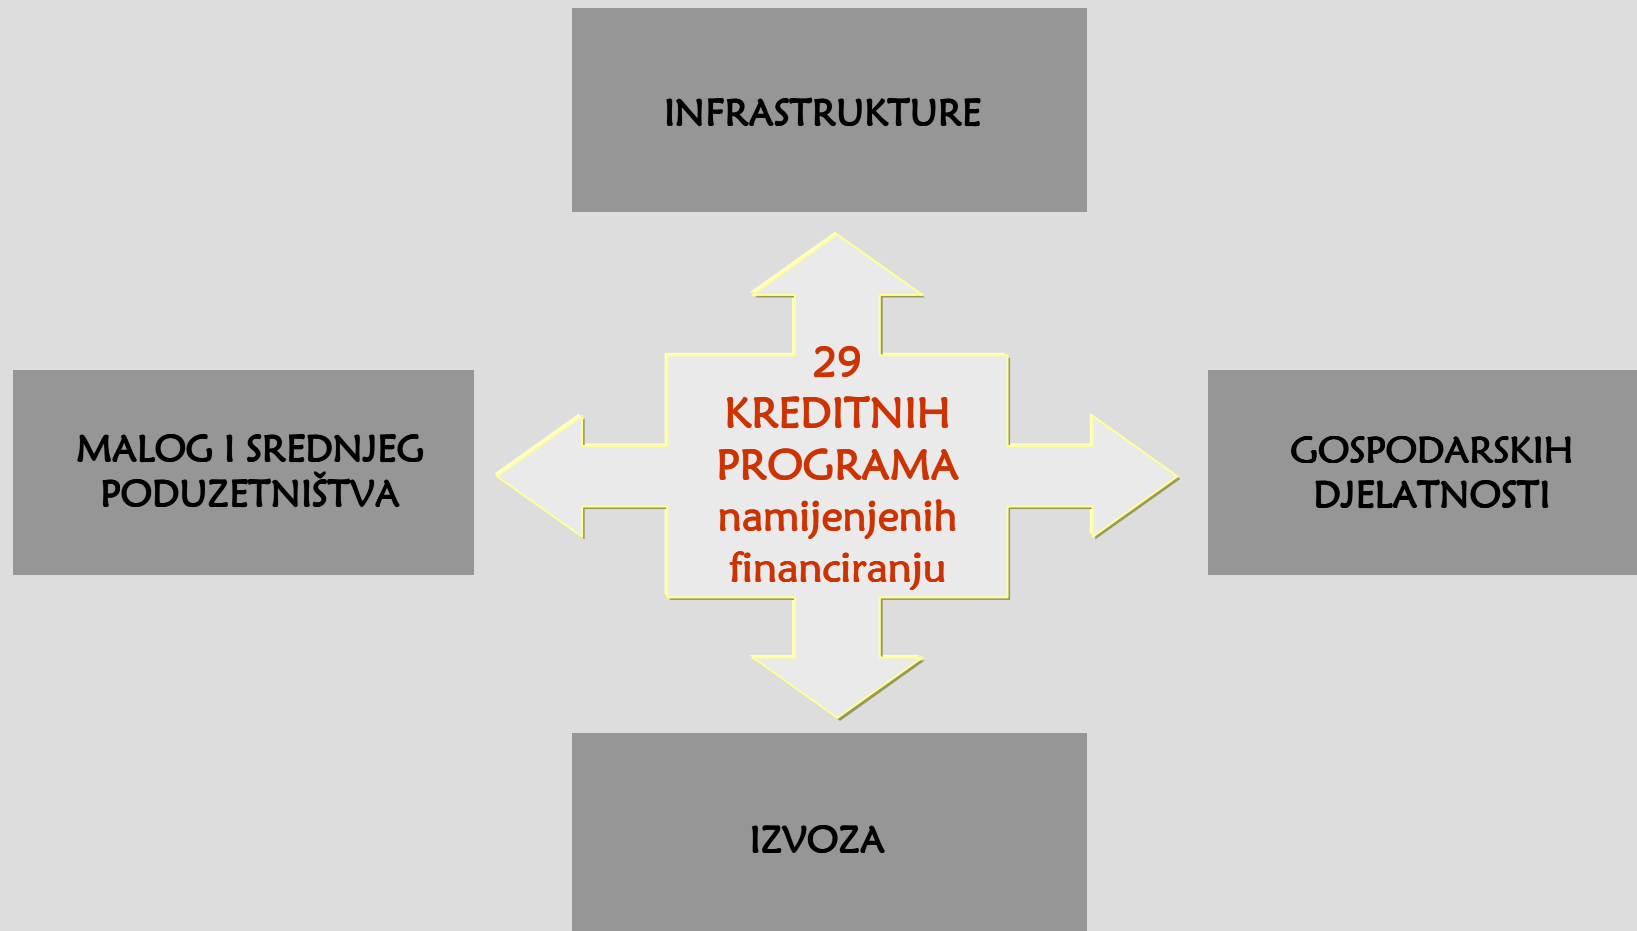 INFRASTRUKTURE
29
KREDITNIH
PROGRAMA
namijenjenih
financiranju
MALOG I SREDNJEG
PODUZETNIŠTVA
GOSPODARSKIH
DJELATNOSTI
IZVOZA